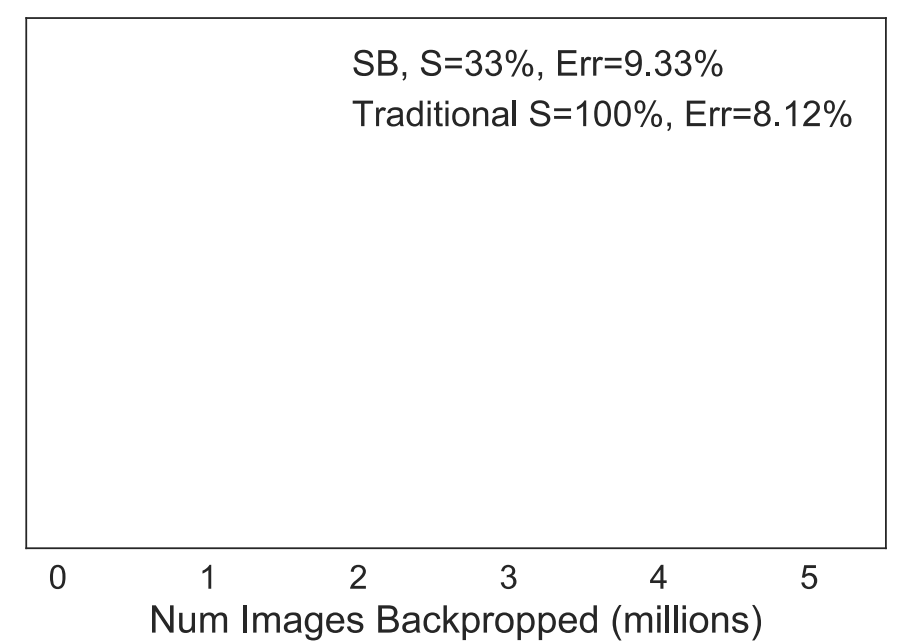 SB, S=33%, Err=9.33%
Traditional S=100%, Err=8.12%
0 1 2 3 4 5
Num Images Backpropped (millions)